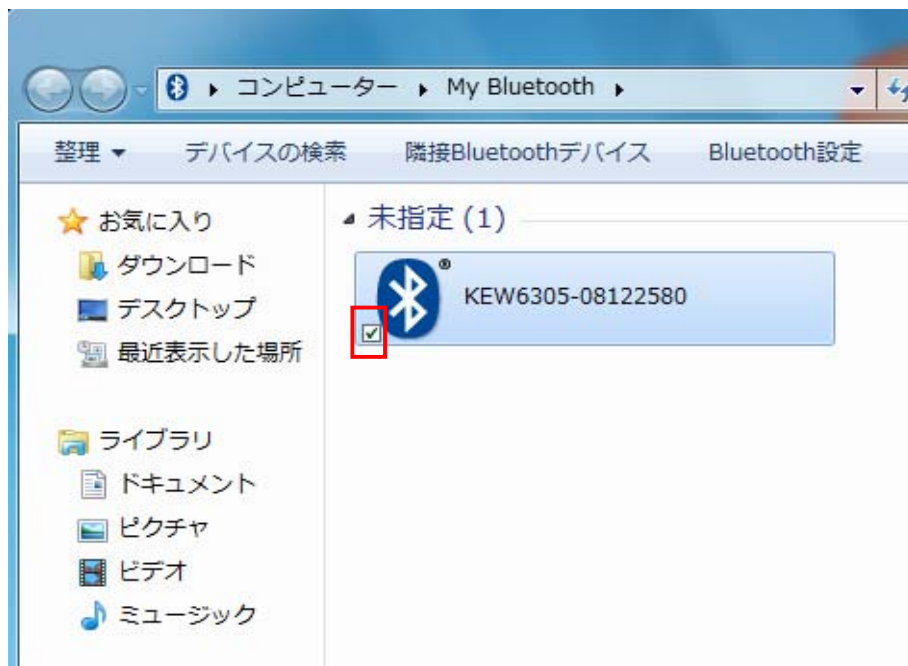 コンピューター ▸ My Bluetooth ▸
整理 ▼ デバイスの検索 隣接Bluetoothデバイス Bluetooth設定
お気に入り
ダウンロード
デスクトップ
最近表示した場所
ライブラリ
ドキュメント
ピクチャ
ビデオ
ミュージック
未指定 (1)
®
KEW6305-08122580